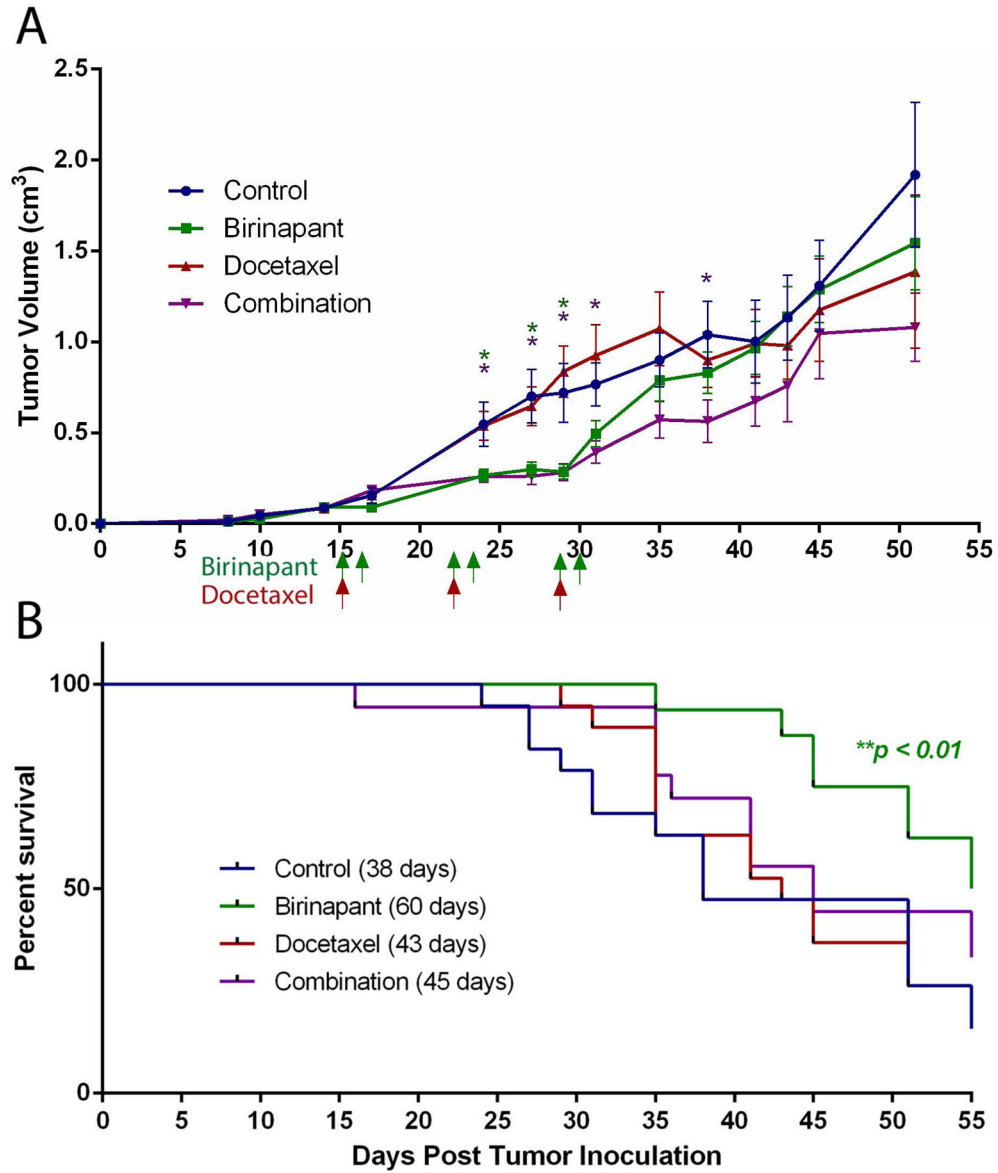 A
2.5
2.0
1.5
1.0
0.5
0.0
Tumor Volume (cm³)
Control
Birinapant
Docetaxel
Combination
* * * * * * * *
0 5 10 15 20 25 30 35 40 45 50 55
Birinapant
Docetaxel
B
100
50
0
Percent survival
**p < 0.01
Control (38 days)
Birinapant (60 days)
Docetaxel (43 days)
Combination (45 days)
0 5 10 15 20 25 30 35 40 45 50 55
Days Post Tumor Inoculation